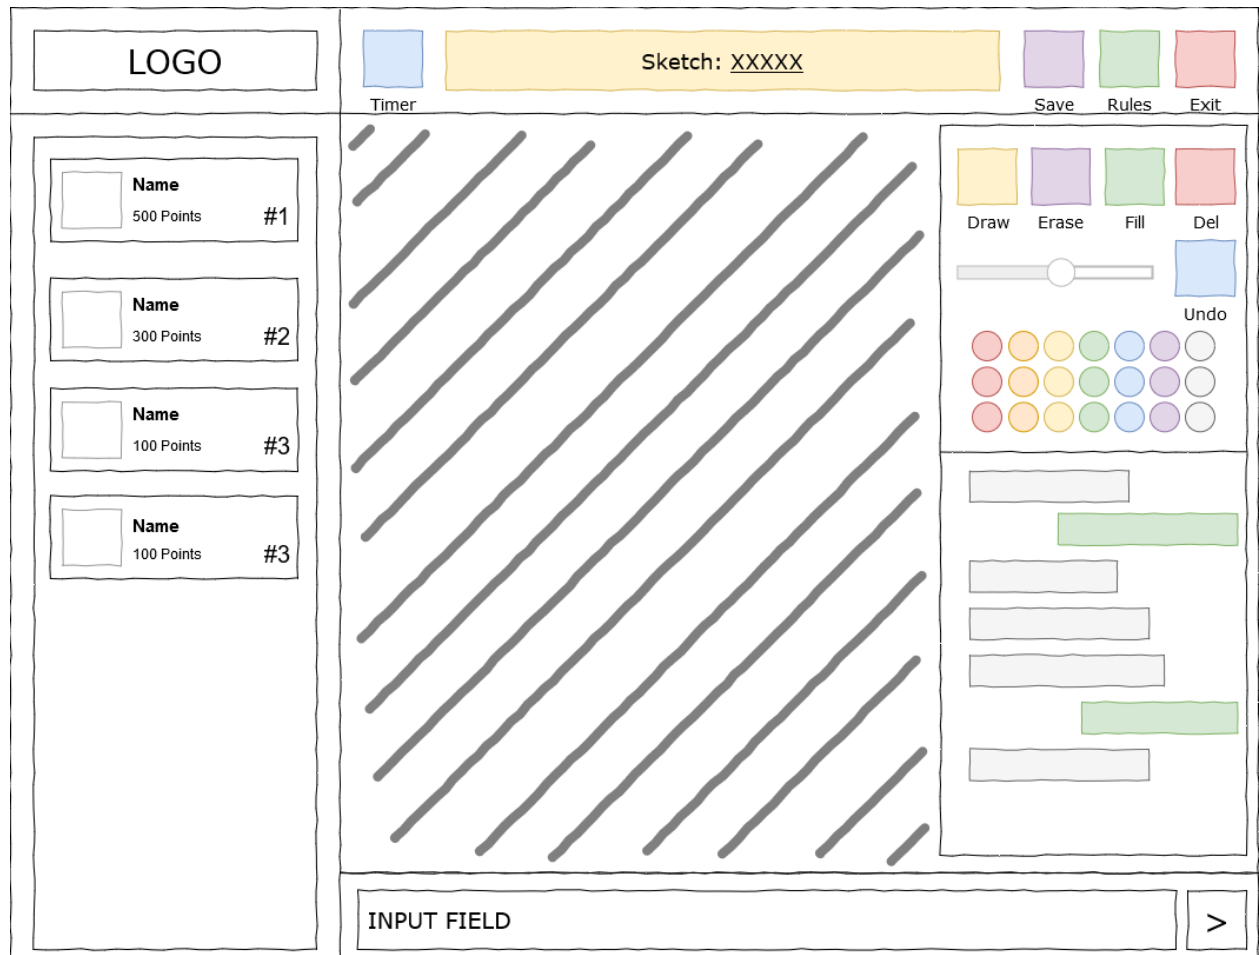 LOGO
Timer
Sketch: XXXXX
Save
Rules
Exit
Name
500 Points
#1
Name
300 Points
#2
Name
100 Points
#3
Name
100 Points
#3
Draw
Erase
Fill
Del
Undo
INPUT FIELD
>